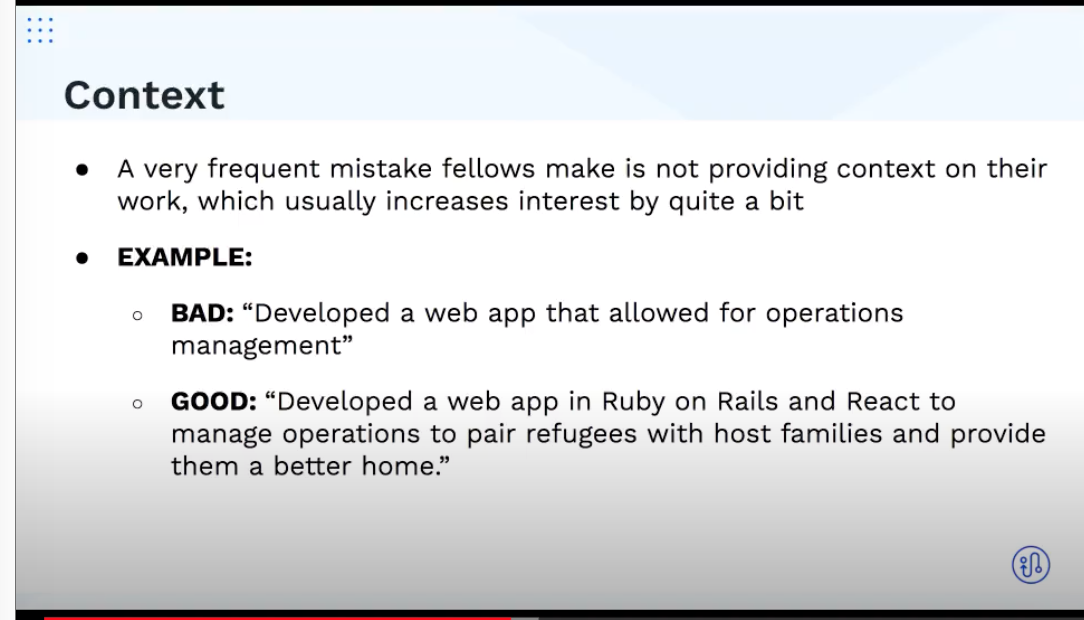 Context
● A very frequent mistake fellows make is not providing context on their
work, which usually increases interest by quite a bit
● EXAMPLE:
○ BAD: “Developed a web app that allowed for operations
management”
○ GOOD: “Developed a web app in Ruby on Rails and React to
manage operations to pair refugees with host families and provide
them a better home.”